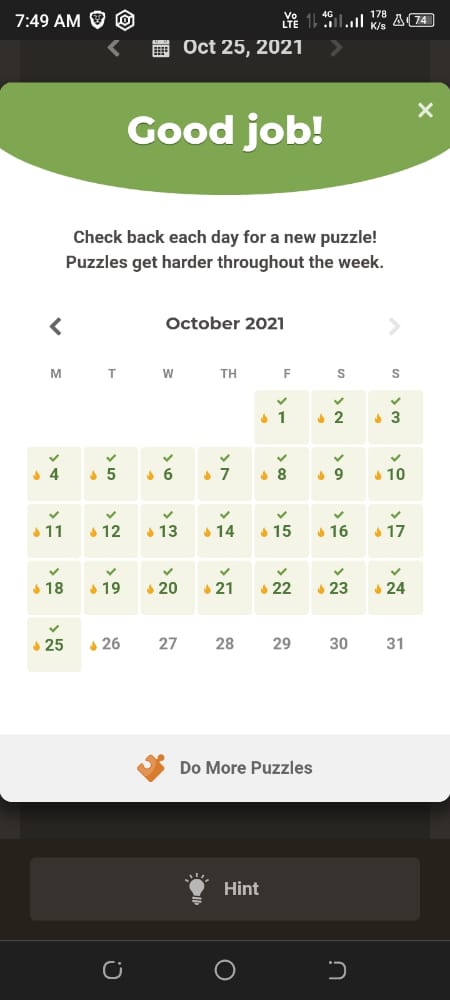 7:49 AM Vo LTE 4G 178 K/s 74
Oct 25, 2021
Good job!
Check back each day for a new puzzle!
Puzzles get harder throughout the week.
October 2021
M T W TH F S S
1 2 3
4 5 6 7 8 9 10
11 12 13 14 15 16 17
18 19 20 21 22 23 24
25 26 27 28 29 30 31
Do More Puzzles
Hint